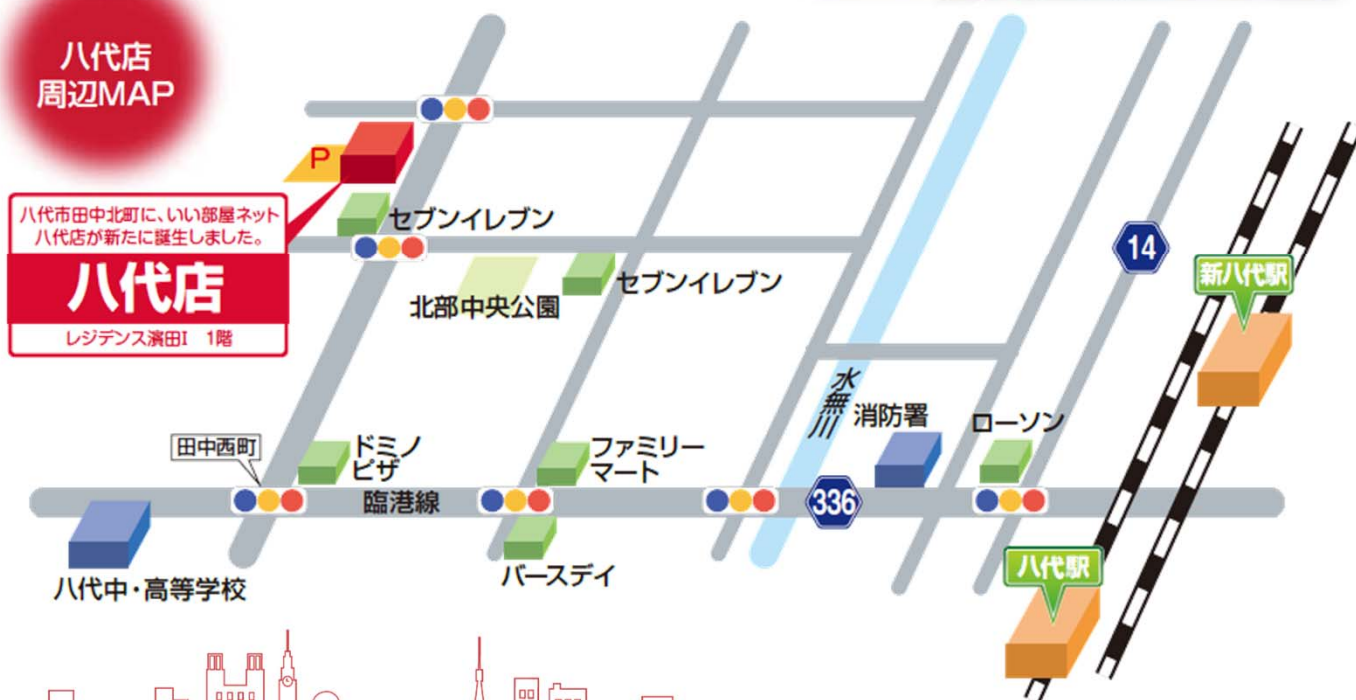 八代店
周辺MAP
P
八代市田中北町に、いい部屋ネット
八代店が新たに誕生しました。
八代店
レジデンス濱田I 1階
セブンイレブン
北部中央公園
セブンイレブン
14
新八代駅
水無川
消防署
ローソン
田中西町
ドミノ
ピザ
ファミリー
マート
臨港線
336
八代中・高等学校
バースデイ
八代駅